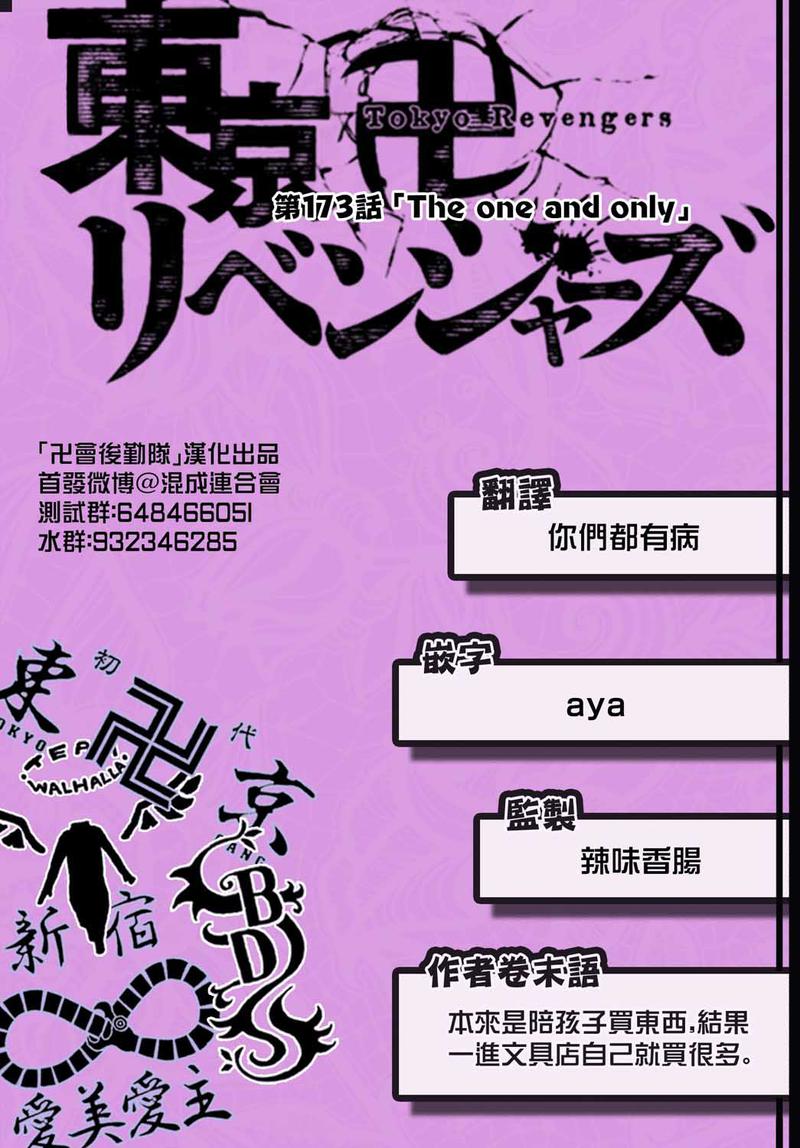 東京卍
Tokyo Revengers
第173話「The one and only」
リベンジャーズ
「卍會後勤隊」漢化出品
首發微博@混成連合會
測試群:648466051
水群:932346285
翻譯
你們都有病
嵌字
aya
監製
辣味香腸
作者卷末語
本來是陪孩子買東西,結果
一進文具店自己就買很多。
初
東
卍
代
TOKYO
WALHALLA
京
GANG
BDS
新宿
愛美愛主